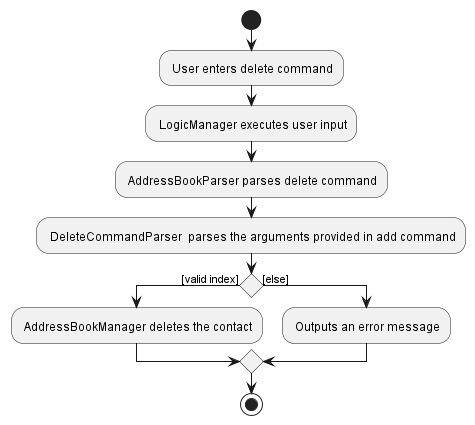 User enters delete command
LogicManager executes user input
AddressBookParser parses delete command
DeleteCommandParser parses the arguments provided in add command
[valid index]
[else]
AddressBookManager deletes the contact
Outputs an error message